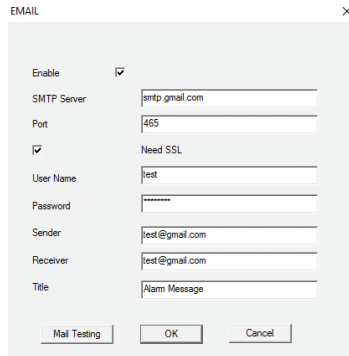 EMAIL
Enable
SMTP Server smtp.gmail.com
Port 465
Need SSL
User Name test
Password ********
Sender test@gmail.com
Receiver test@gmail.com
Title Alarm Message
Mail Testing OK Cancel